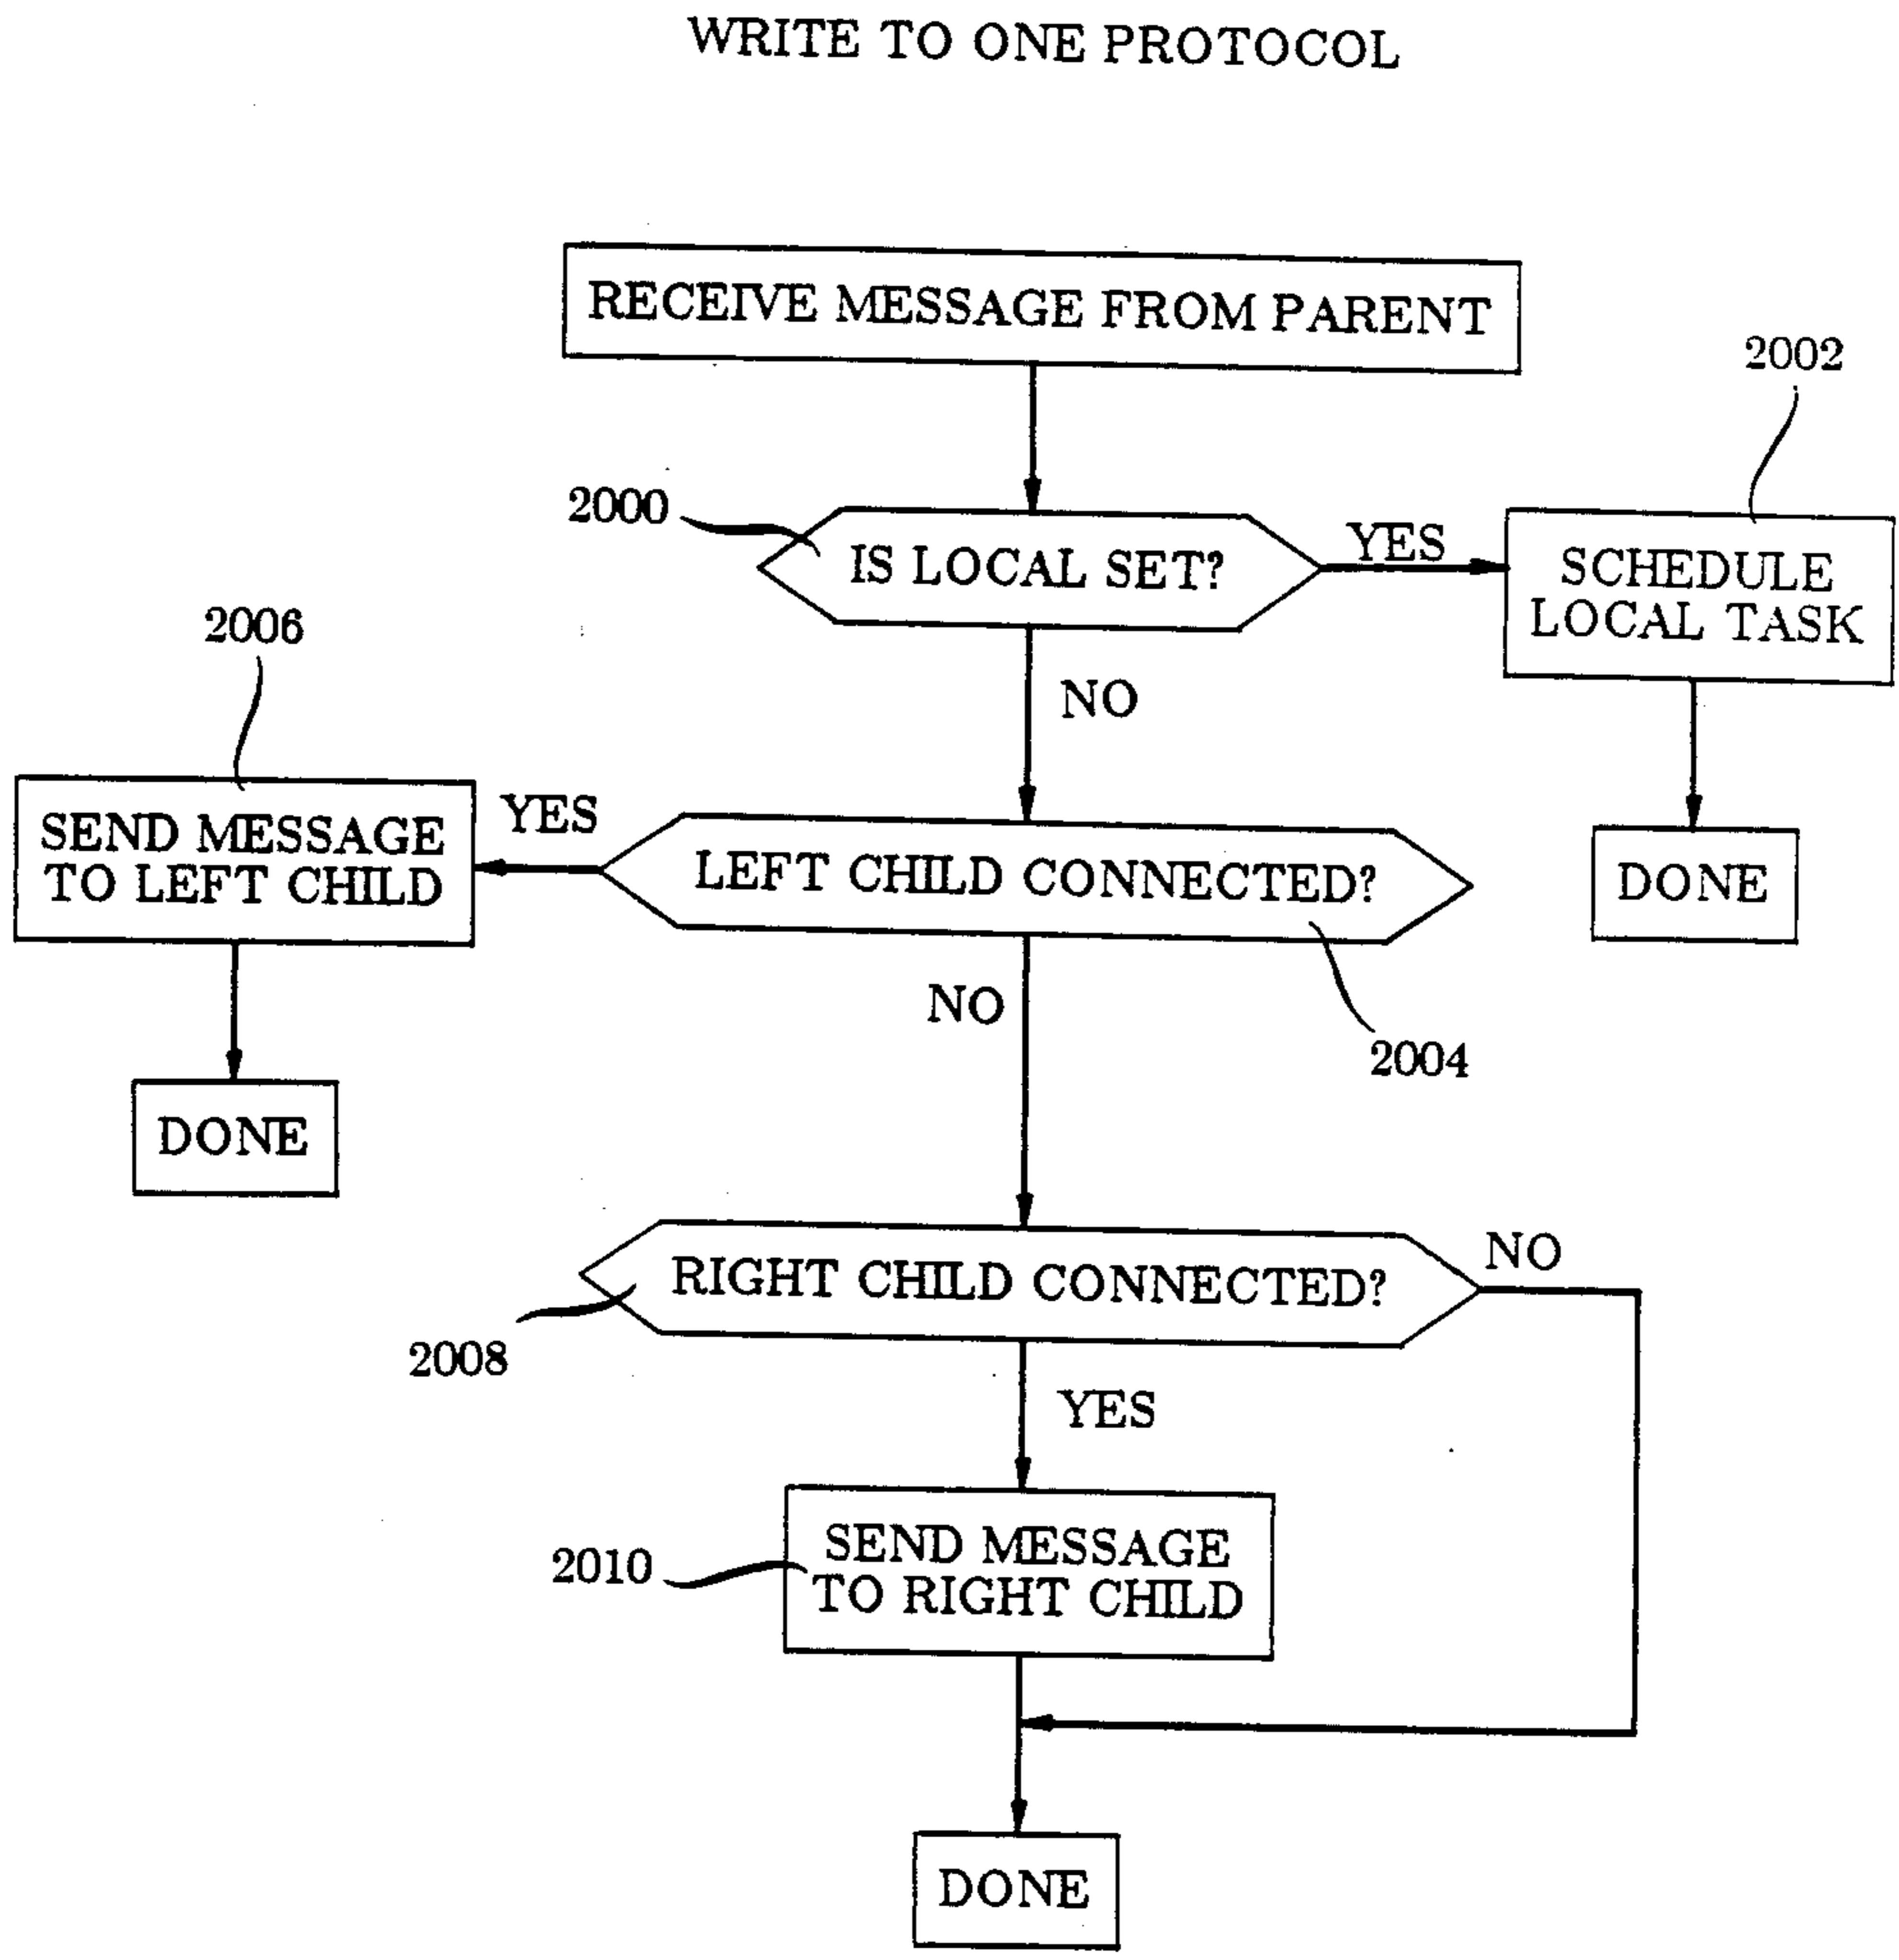 WRITE TO ONE PROTOCOL
RECEIVE MESSAGE FROM PARENT
2002
2000
IS LOCAL SET?
YES
SCHEDULE
LOCAL TASK
2006
NO
SEND MESSAGE
TO LEFT CHILD
YES
LEFT CHILD CONNECTED?
DONE
NO
2004
DONE
RIGHT CHILD CONNECTED?
NO
2008
YES
2010
SEND MESSAGE
TO RIGHT CHILD
DONE